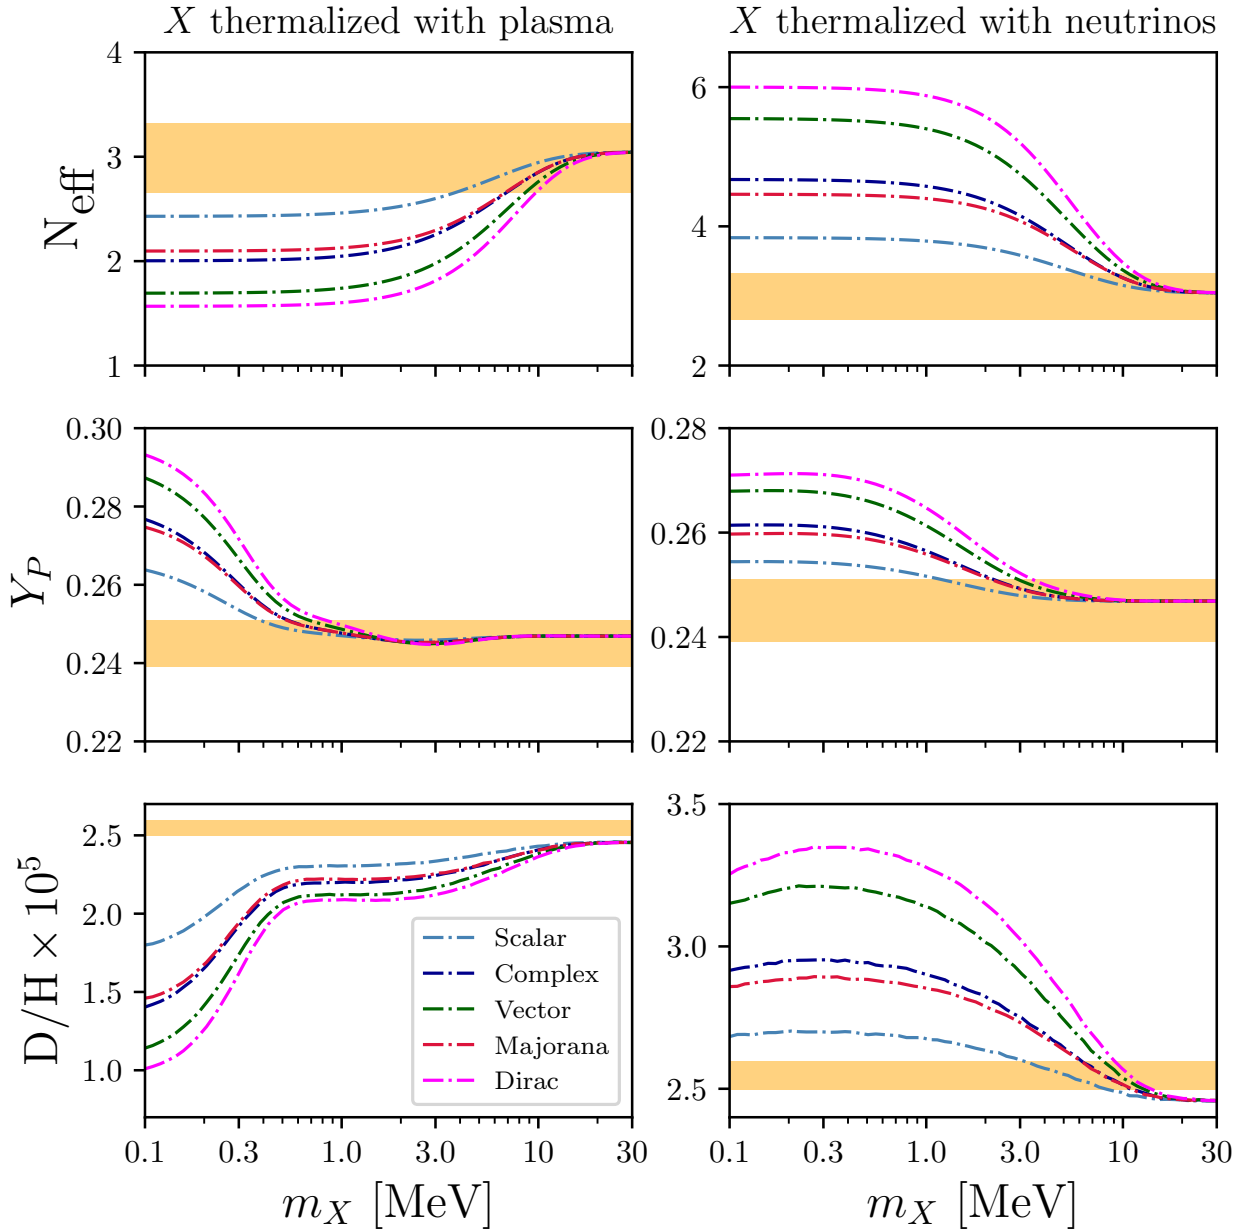 X thermalized with plasma
X thermalized with neutrinos
N_eff
4
3
2
1
6
4
2
Y_P
0.30
0.28
0.26
0.24
0.22
0.28
0.26
0.24
0.22
D/H × 10^5
2.5
2.0
1.5
1.0
Scalar
Complex
Vector
Majorana
Dirac
3.5
3.0
2.5
0.1 0.3 1.0 3.0 10 30
0.1 0.3 1.0 3.0 10 30
m_X [MeV]
m_X [MeV]